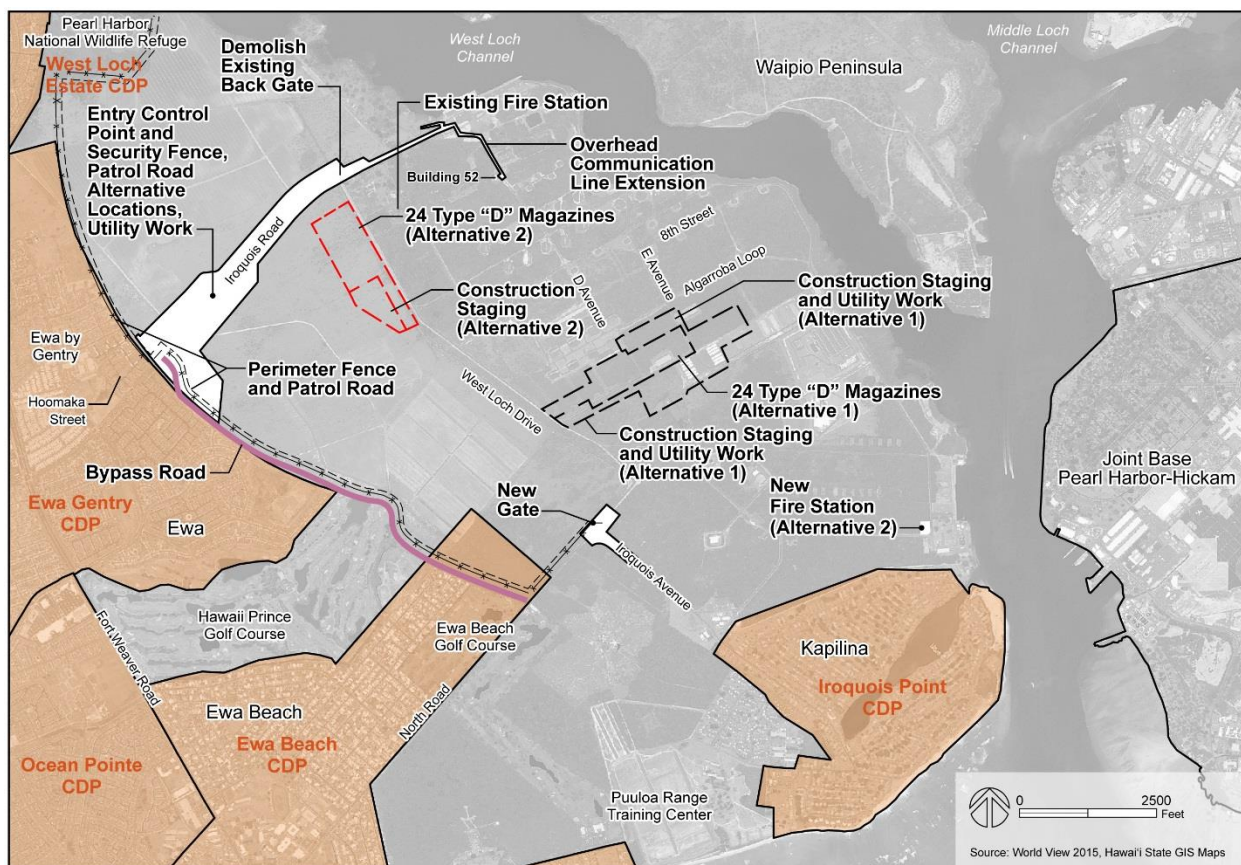 Pearl Harbor
National Wildlife Refuge
West Loch
Estate CDP
Demolish
Existing
Back Gate
West Loch
Channel
Middle Loch
Channel
Waipio Peninsula
Existing Fire Station
Entry Control
Point and
Security Fence,
Patrol Road
Alternative
Locations,
Utility Work
Overhead
Communication
Line Extension
Building 52
Iroquois Road
24 Type “D” Magazines
(Alternative 2)
8th Street
E Avenue
Algarroba Loop
D Avenue
Construction
Staging
(Alternative 2)
Construction Staging
and Utility Work
(Alternative 1)
Ewa by
Gentry
Hoomaka
Street
Perimeter Fence
and Patrol Road
West Loch Drive
24 Type “D” Magazines
(Alternative 1)
Construction Staging
and Utility Work
(Alternative 1)
Bypass Road
Ewa Gentry
CDP
Ewa
New
Gate
New
Fire Station
(Alternative 2)
Joint Base
Pearl Harbor-Hickam
Iroquois Avenue
Hawaii Prince
Golf Course
Ewa Beach
Golf Course
Fort Weaver Road
Kapilina
Iroquois Point
CDP
North Road
Ewa Beach
Ewa Beach
CDP
Ocean Pointe
CDP
Puuloa Range
Training Center
0
2500
Feet
Source: World View 2015, Hawai‘i State GIS Maps